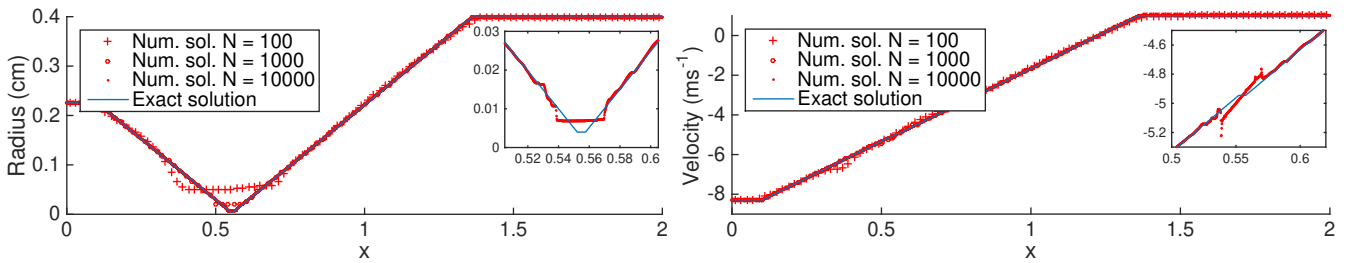 0.4
0.3
0.2
0.1
0
Radius (cm)
Num. sol. N = 100
Num. sol. N = 1000
Num. sol. N = 10000
Exact solution
0.03
0.02
0.01
0
0.52 0.54 0.56 0.58 0.6
0 0.5 1 1.5 2
x
0
-2
-4
-6
-8
Velocity (ms-1)
Num. sol. N = 100
Num. sol. N = 1000
Num. sol. N = 10000
Exact solution
-4.6
-4.8
-5
-5.2
0.5 0.55 0.6
0 0.5 1 1.5 2
x